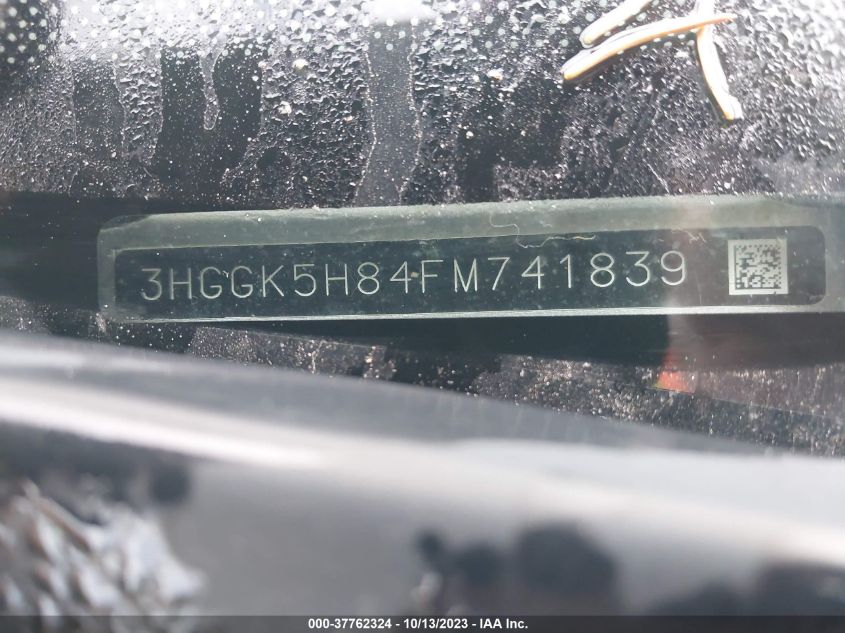 3HGGK5H84FM741839
000-37762324 - 10/13/2023 - IAA Inc.